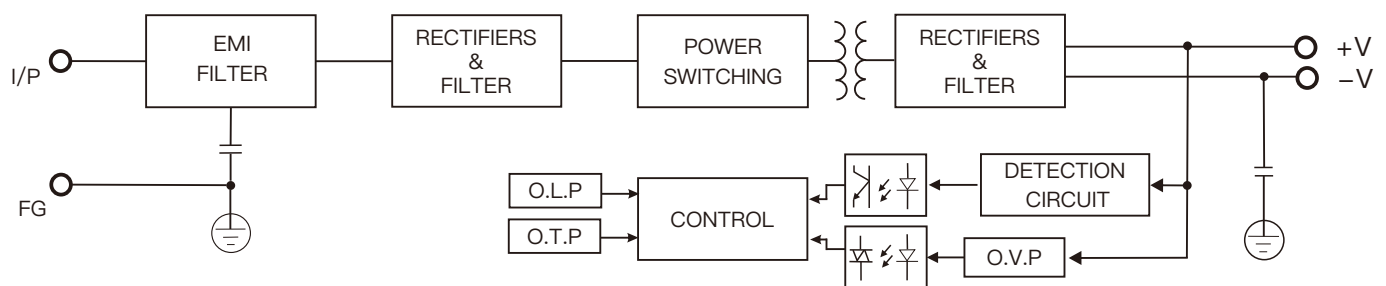 I/P
EMI
FILTER
RECTIFIERS
&
FILTER
POWER
SWITCHING
RECTIFIERS
&
FILTER
+V
–V
FG
O.L.P
O.T.P
CONTROL
DETECTION
CIRCUIT
O.V.P